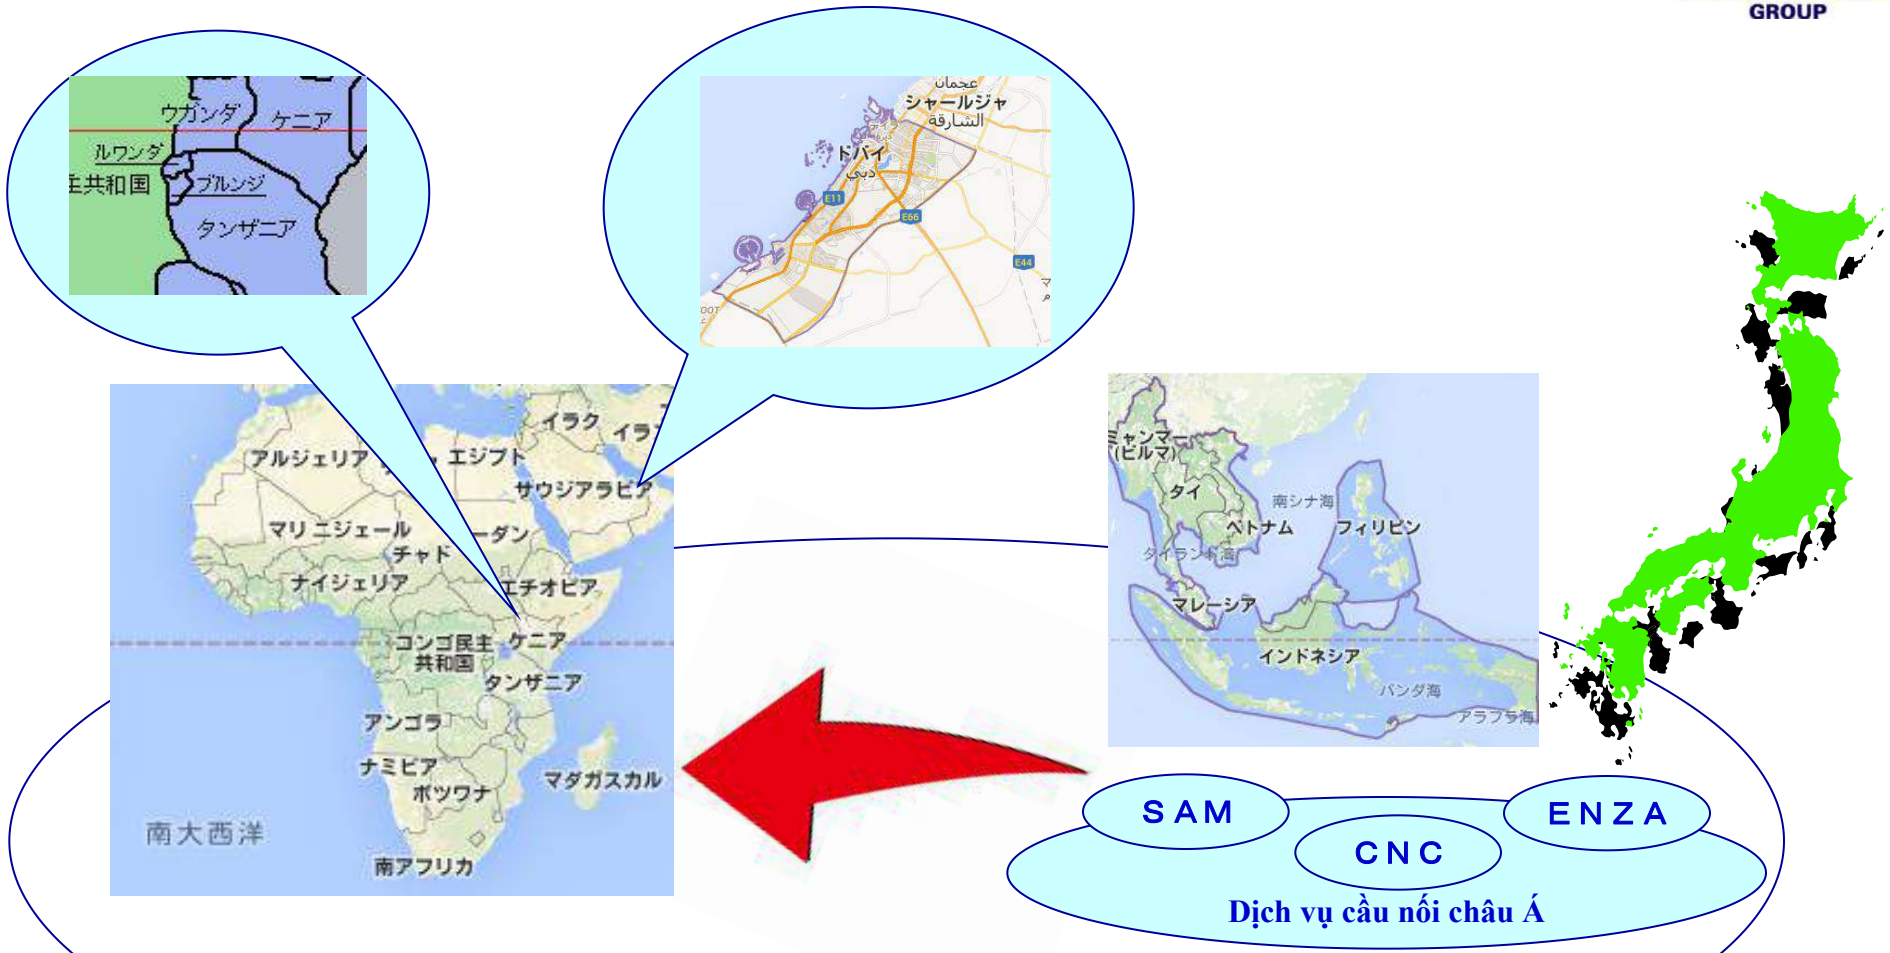 GROUP
ウガンダ
ケニア
ルワンダ
主共和国
ブルンジ
タンザニア
عجمان
シャールジャ
الشارقة
ドバイ
دبي
E11
E66
E44
イラク
アルジェリア
エジプト
サウジアラビア
マリ
ニジェール
ーダン
チャド
ナイジェリア
エチオピア
コンゴ民主
共和国
ケニア
タンザニア
アンゴラ
ナミビア
ボツワナ
マダガスカル
南大西洋
南アフリカ
ミャンマー
(ビルマ)
タイ
南シナ海
ベトナム
フィリピン
タイランド湾
マレーシア
インドネシア
バンダ海
アラフラ海
SAM
ENZA
CNC
Dịch vụ cầu nối châu Á